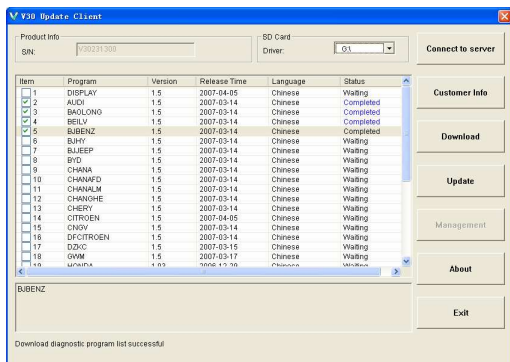 V30 Update Client
Product Info
S/N: V30231300
SD Card
Driver: G:\
Connect to server
Customer Info
Download
Update
Management
About
Exit
Item Program Version Release Time Language Status
1 DISPLAY 1.5 2007-04-05 Chinese Waiting
2 AUDI 1.5 2007-03-14 Chinese Completed
3 BAOLONG 1.5 2007-03-14 Chinese Completed
4 BEILV 1.5 2007-03-14 Chinese Completed
5 BJBENZ 1.5 2007-03-14 Chinese Completed
6 BJHY 1.5 2007-03-14 Chinese Waiting
7 BJJEEP 1.5 2007-03-14 Chinese Waiting
8 BYD 1.5 2007-03-14 Chinese Waiting
9 CHANA 1.5 2007-03-14 Chinese Waiting
10 CHANAFD 1.5 2007-03-14 Chinese Waiting
11 CHANALM 1.5 2007-03-14 Chinese Waiting
12 CHANGHE 1.5 2007-03-14 Chinese Waiting
13 CHERY 1.5 2007-03-14 Chinese Waiting
14 CITROEN 1.5 2007-04-05 Chinese Waiting
15 CNGV 1.5 2007-03-14 Chinese Waiting
16 DFCITROEN 1.5 2007-03-14 Chinese Waiting
17 DZKC 1.5 2007-03-15 Chinese Waiting
18 GWM 1.5 2007-03-17 Chinese Waiting
19 HONDA 1.03 2006-12-20 Chinese Waiting
BJBENZ
Download diagnostic program list successful